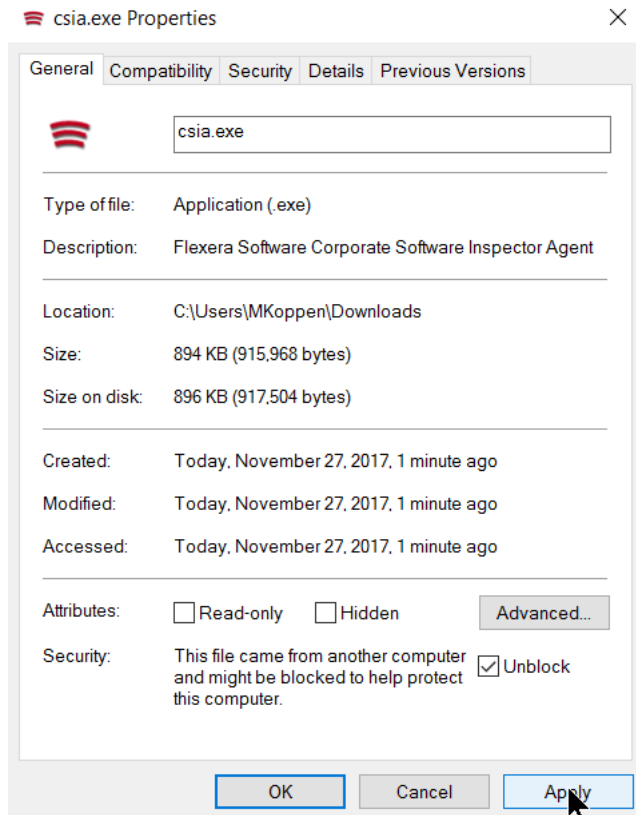 csia.exe Properties
General Compatibility Security Details Previous Versions
csia.exe
Type of file: Application (.exe)
Description: Flexera Software Corporate Software Inspector Agent
Location: C:\Users\MKoppen\Downloads
Size: 894 KB (915,968 bytes)
Size on disk: 896 KB (917,504 bytes)
Created: Today, November 27, 2017, 1 minute ago
Modified: Today, November 27, 2017, 1 minute ago
Accessed: Today, November 27, 2017, 1 minute ago
Attributes: Read-only Hidden Advanced...
Security: This file came from another computer
and might be blocked to help protect
this computer.
Unblock
OK Cancel Apply